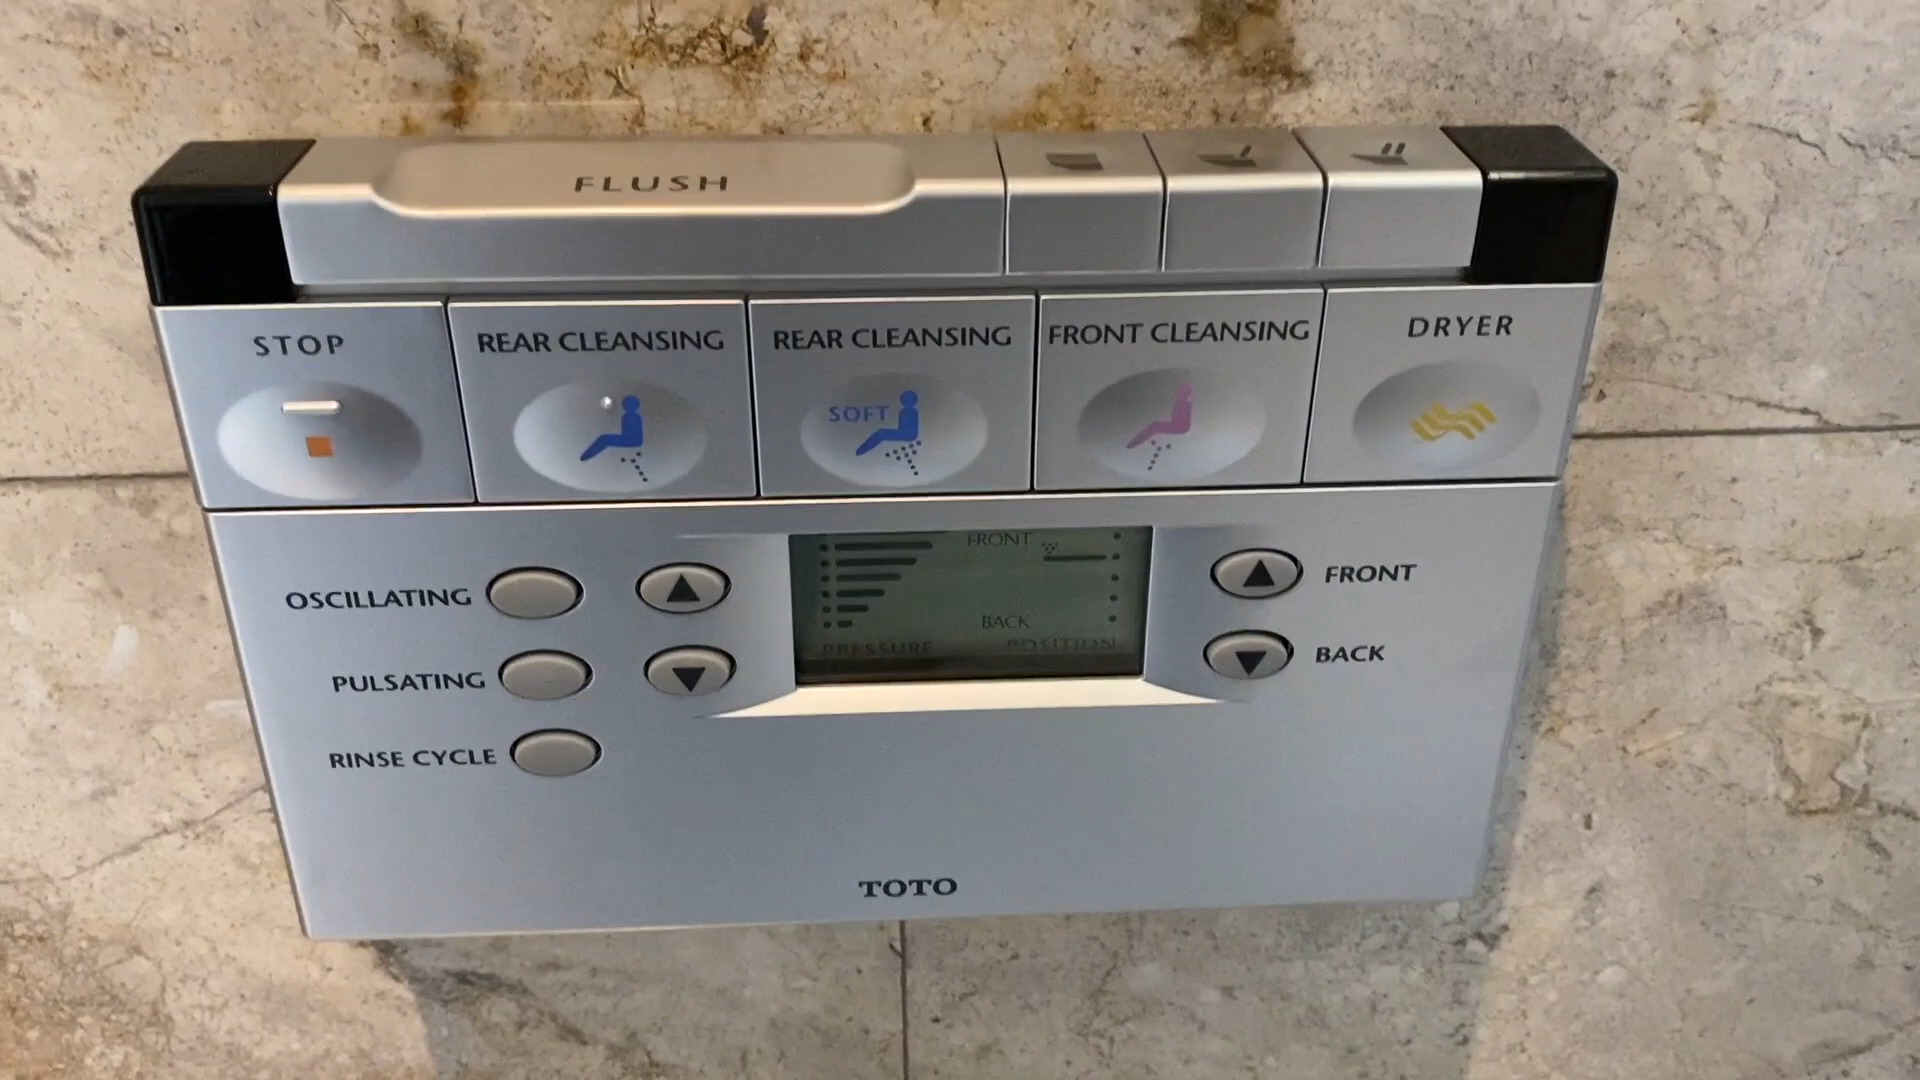 FLUSH
STOP
REAR CLEANSING
REAR CLEANSING
FRONT CLEANSING
DRYER
SOFT
OSCILLATING
PULSATING
RINSE CYCLE
FRONT
BACK
PRESSURE
POSITION
FRONT
BACK
TOTO